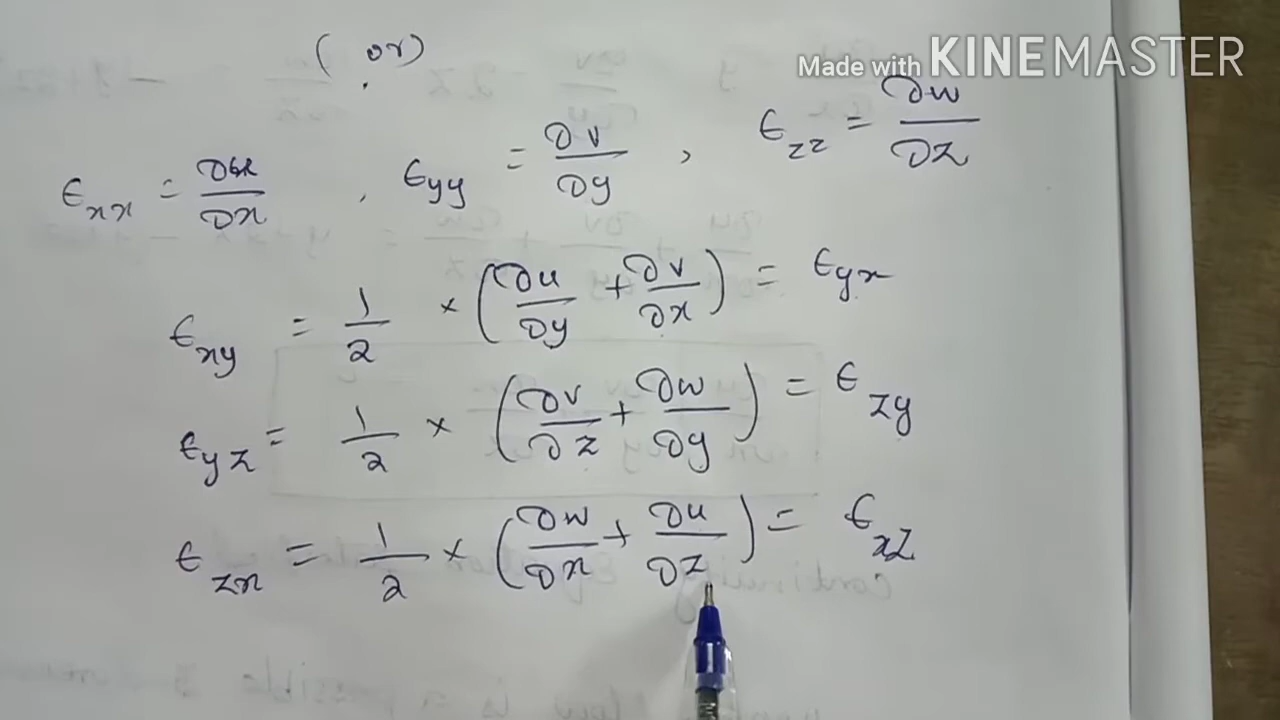 (or)
Made with KINEMASTER
ϵ_xx = ∂u/∂x , ϵ_yy = ∂v/∂y , ϵ_zz = ∂w/∂z
ϵ_xy = 1/2 × (∂u/∂y + ∂v/∂x) = ϵ_yx
ϵ_yz = 1/2 × (∂v/∂z + ∂w/∂y) = ϵ_zy
ϵ_zx = 1/2 × (∂w/∂x + ∂u/∂z) = ϵ_xz